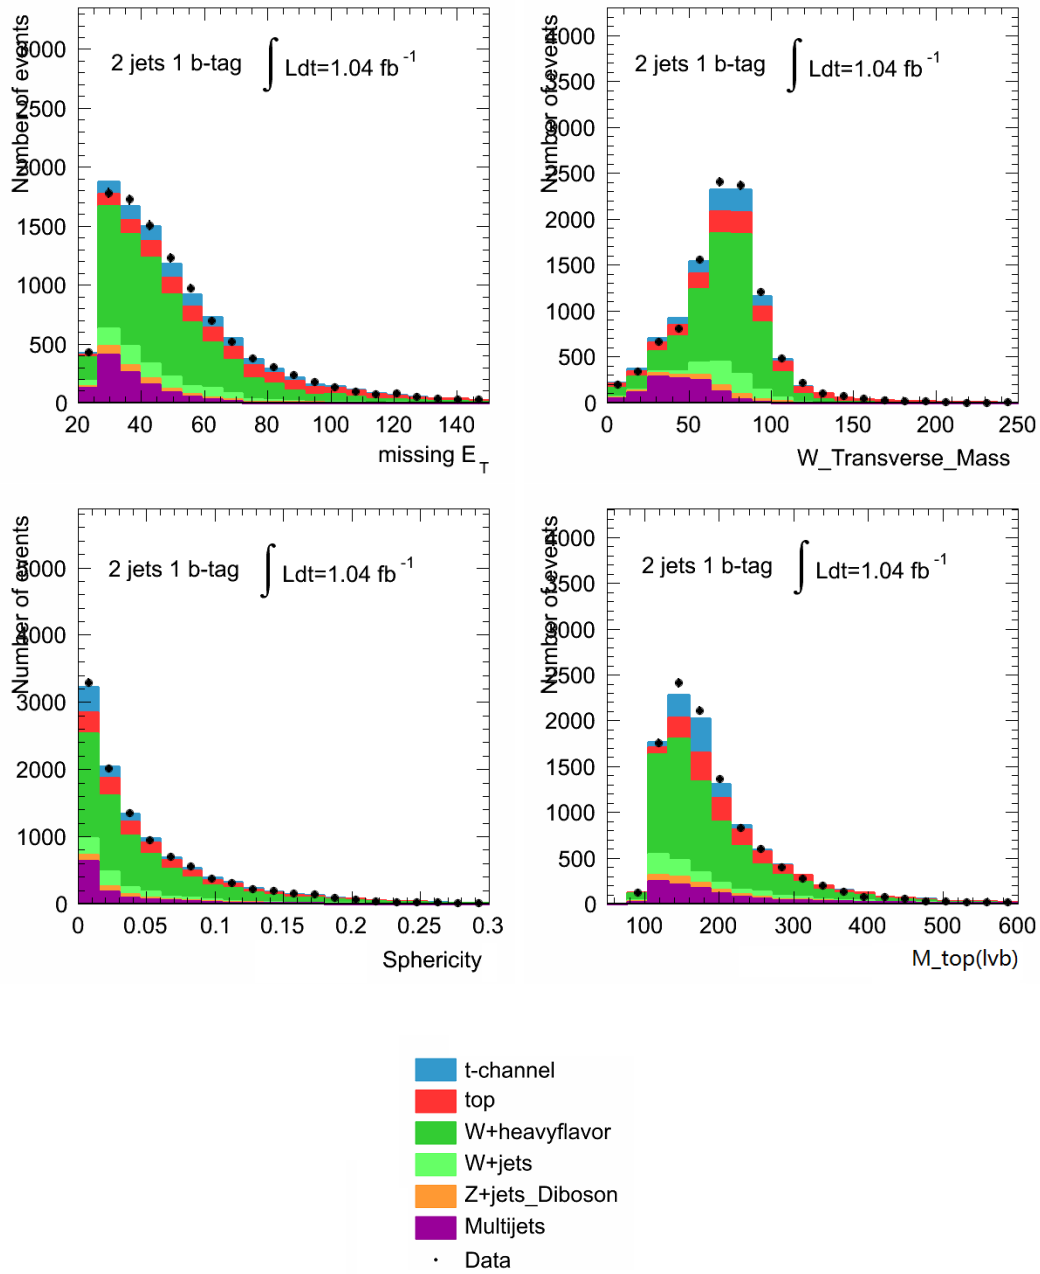 Number of events
3000
2500
2000
1500
1000
500
0
2 jets 1 b-tag ∫ Ldt=1.04 fb⁻¹
20 40 60 80 100 120 140
missing E_T
Number of events
4000
3500
3000
2500
2000
1500
1000
500
0
2 jets 1 b-tag ∫ Ldt=1.04 fb⁻¹
0 50 100 150 200 250
W_Transverse_Mass
Number of events
5000
4000
3000
2000
1000
0
2 jets 1 b-tag ∫ Ldt=1.04 fb⁻¹
0 0.05 0.1 0.15 0.2 0.25 0.3
Sphericity
Number of events
4000
3500
3000
2500
2000
1500
1000
500
0
2 jets 1 b-tag ∫ Ldt=1.04 fb⁻¹
100 200 300 400 500 600
M_top(lvb)
t-channel
top
W+heavyflavor
W+jets
Z+jets_Diboson
Multijets
Data